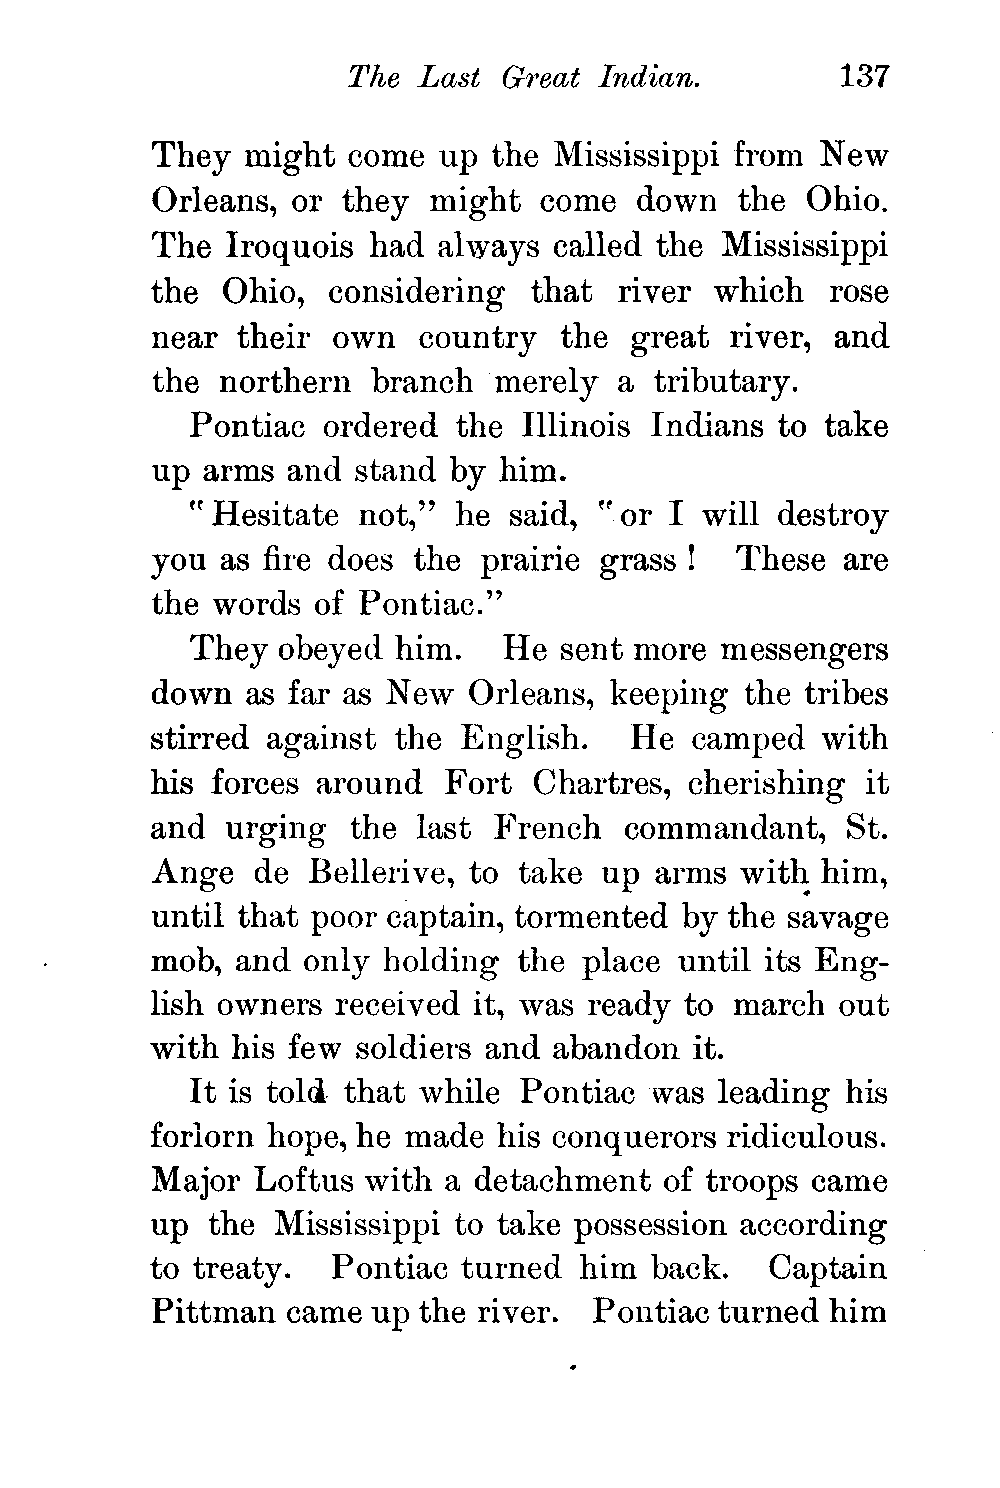 The Last Great Indian. 137
They might come up the Mississippi from New
Orleans, or they might come down the Ohio.
The Iroquois had always called the Mississippi
the Ohio, considering that river which rose
near their own country the great river, and
the northern branch merely a tributary.
Pontiac ordered the Illinois Indians to take
up arms and stand by him.
"Hesitate not," he said, "or I will destroy
you as fire does the prairie grass! These are
the words of Pontiac."
They obeyed him. He sent more messengers
down as far as New Orleans, keeping the tribes
stirred against the English. He camped with
his forces around Fort Chartres, cherishing it
and urging the last French commandant, St.
Ange de Bellerive, to take up arms with him,
until that poor captain, tormented by the savage
mob, and only holding the place until its Eng-
lish owners received it, was ready to march out
with his few soldiers and abandon it.
It is told that while Pontiac was leading his
forlorn hope, he made his conquerors ridiculous.
Major Loftus with a detachment of troops came
up the Mississippi to take possession according
to treaty. Pontiac turned him back. Captain
Pittman came up the river. Pontiac turned him